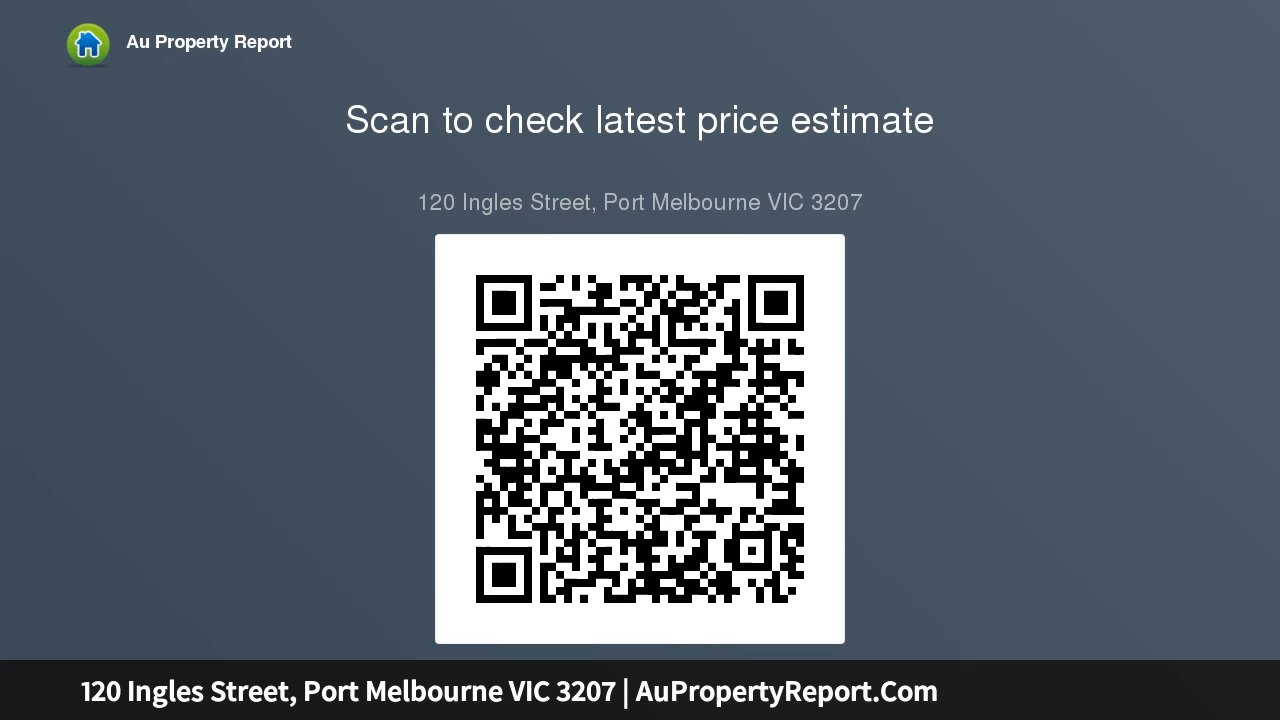 Au Property Report
Scan to check latest price estimate
120 Ingles Street, Port Melbourne VIC 3207
120 Ingles Street, Port Melbourne VIC 3207 | AuPropertyReport.Com